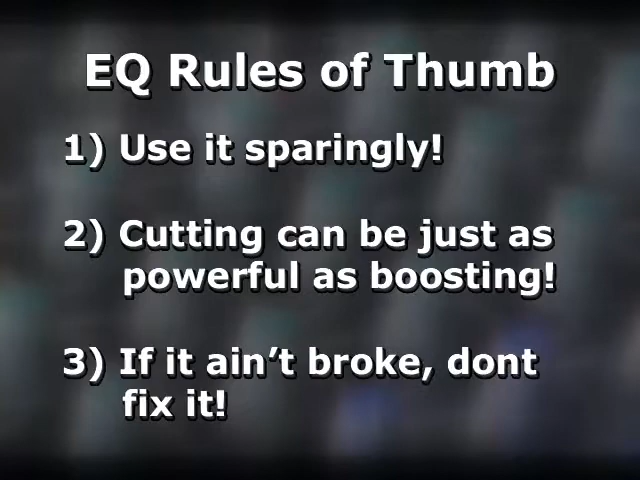 EQ Rules of Thumb
1) Use it sparingly!
2) Cutting can be just as
powerful as boosting!
3) If it ain’t broke, dont
fix it!